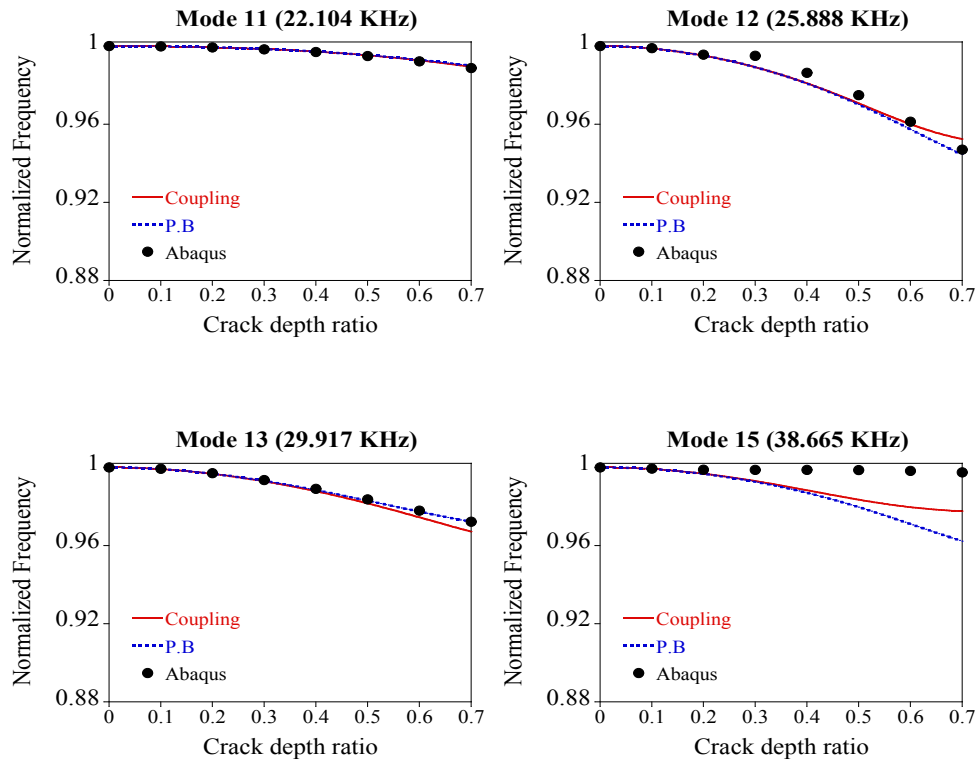 Mode 11 (22.104 KHz)
Normalized Frequency
1
0.96
0.92
0.88
Coupling
P.B
Abaqus
0 0.1 0.2 0.3 0.4 0.5 0.6 0.7
Crack depth ratio
Mode 12 (25.888 KHz)
Normalized Frequency
1
0.96
0.92
0.88
Coupling
P.B
Abaqus
0 0.1 0.2 0.3 0.4 0.5 0.6 0.7
Crack depth ratio
Mode 13 (29.917 KHz)
Normalized Frequency
1
0.96
0.92
0.88
Coupling
P.B
Abaqus
0 0.1 0.2 0.3 0.4 0.5 0.6 0.7
Crack depth ratio
Mode 15 (38.665 KHz)
Normalized Frequency
1
0.96
0.92
0.88
Coupling
P.B
Abaqus
0 0.1 0.2 0.3 0.4 0.5 0.6 0.7
Crack depth ratio